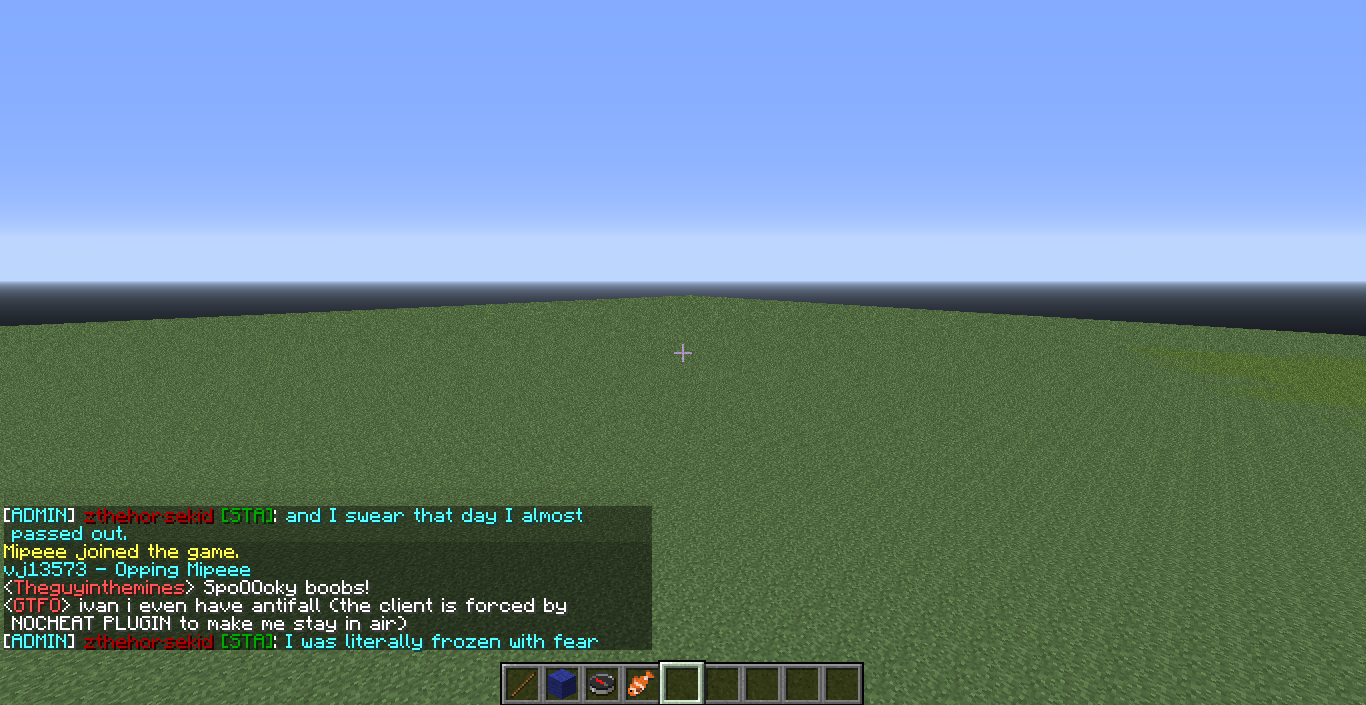 [ADMIN] zthehorsekid [STA]: and I swear that day I almost
passed out.
Mipeee joined the game.
vj13573 - Opping Mipeee
<Theguyinthemines> SpoOOoky boobs!
<GTFO> ivan i even have antifall (the client is forced by
NOCHEAT PLUGIN to make me stay in air)
[ADMIN] zthehorsekid [STA]: I was literally frozen with fear